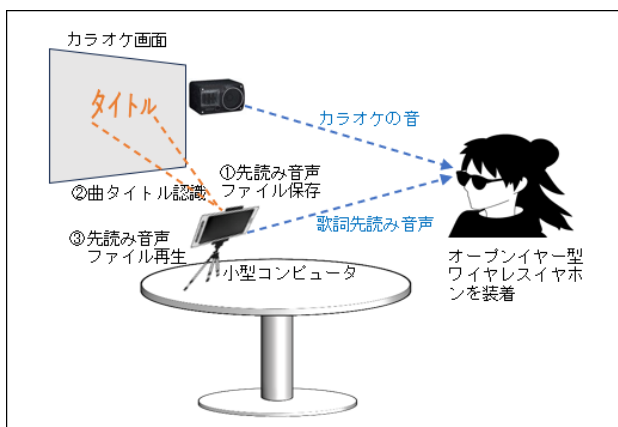 カラオケ画面
タイトル
カラオケの音
①先読み音声
ファイル保存
②曲タイトル認識
歌詞先読み音声
③先読み音声
ファイル再生
小型コンピュータ
オープンイヤー型
ワイヤレスイヤホ
ンを装着